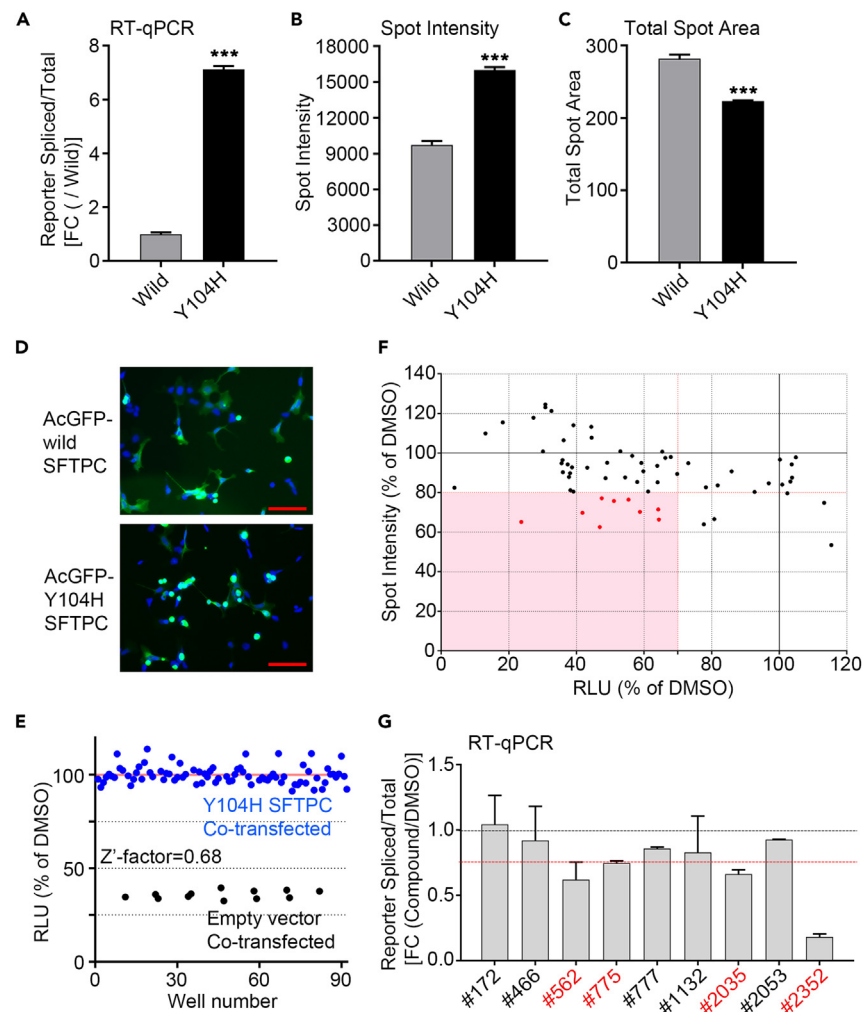 A
RT-qPCR
Reporter Spliced/Total
[FC ( / Wild)]
8
6
4
2
0
***
Wild
Y104H
B
Spot Intensity
Spot Intensity
18000
15000
12000
9000
6000
3000
0
***
Wild
Y104H
C
Total Spot Area
Total Spot Area
300
200
100
0
***
Wild
Y104H
D
AcGFP-
wild
SFTPC
AcGFP-
Y104H
SFTPC
E
RLU (% of DMSO)
100
50
0
Y104H SFTPC
Co-transfected
Z'-factor=0.68
Empty vector
Co-transfected
0
30
60
90
Well number
F
Spot Intensity (% of DMSO)
140
120
100
80
60
40
20
0
0
20
40
60
80
100
120
RLU (% of DMSO)
G
RT-qPCR
Reporter Spliced/Total
[FC (Compound/DMSO)]
1.5
1.0
0.5
0.0
#172
#466
#562
#775
#777
#1132
#2035
#2053
#2352